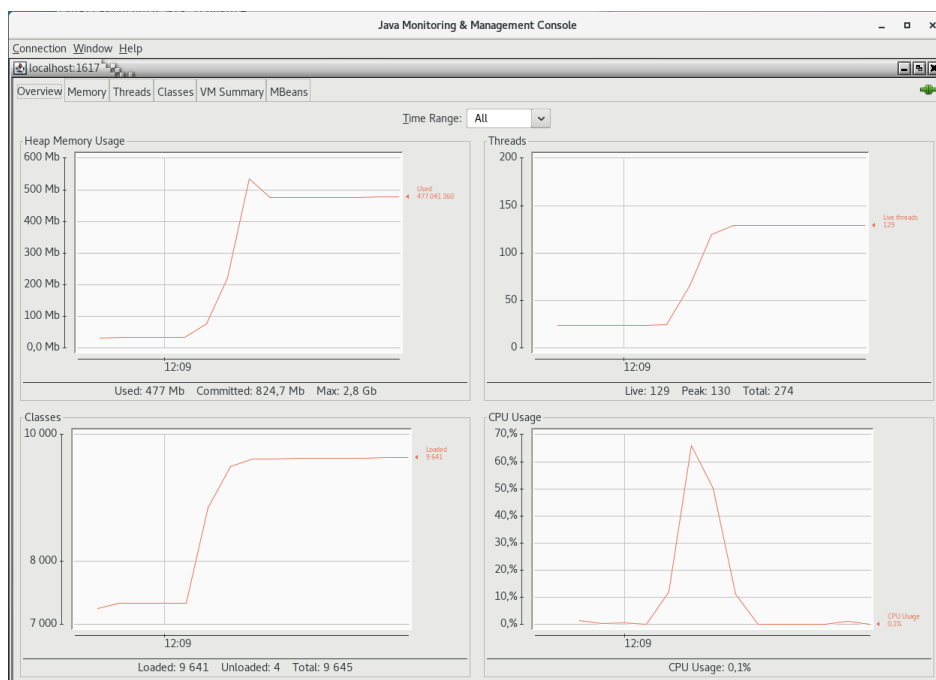 Java Monitoring & Management Console
Connection Window Help
localhost:1617
Overview Memory Threads Classes VM Summary MBeans
Time Range: All
Heap Memory Usage
600 Mb
500 Mb
400 Mb
300 Mb
200 Mb
100 Mb
0,0 Mb
Used
477 041 360
12:09
Used: 477 Mb Committed: 824,7 Mb Max: 2,8 Gb
Threads
200
150
100
50
0
Live threads
129
12:09
Live: 129 Peak: 130 Total: 274
Classes
10 000
8 000
7 000
Loaded
9 641
12:09
Loaded: 9 641 Unloaded: 4 Total: 9 645
CPU Usage
70,%
60,%
50,%
40,%
30,%
20,%
10,%
0,%
CPU Usage
0,1%
12:09
CPU Usage: 0,1%